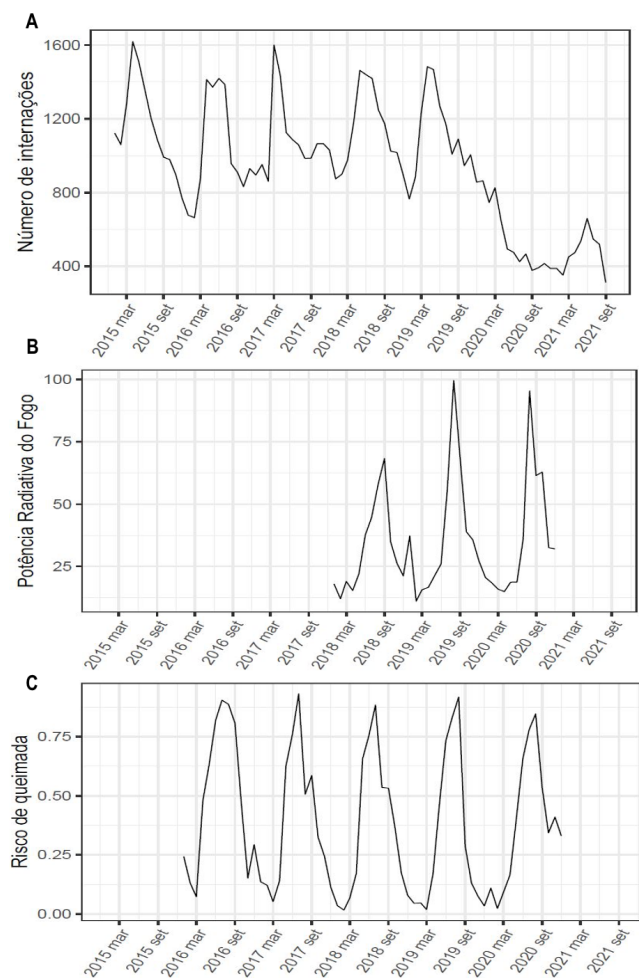 A
Número de internações
1600
1200
800
400
2015 mar
2015 set
2016 mar
2016 set
2017 mar
2017 set
2018 mar
2018 set
2019 mar
2019 set
2020 mar
2020 set
2021 mar
2021 set
B
Potência Radiativa do Fogo
100
75
50
25
2015 mar
2015 set
2016 mar
2016 set
2017 mar
2017 set
2018 mar
2018 set
2019 mar
2019 set
2020 mar
2020 set
2021 mar
2021 set
C
Risco de queimada
0.75
0.50
0.25
0.00
2015 mar
2015 set
2016 mar
2016 set
2017 mar
2017 set
2018 mar
2018 set
2019 mar
2019 set
2020 mar
2020 set
2021 mar
2021 set